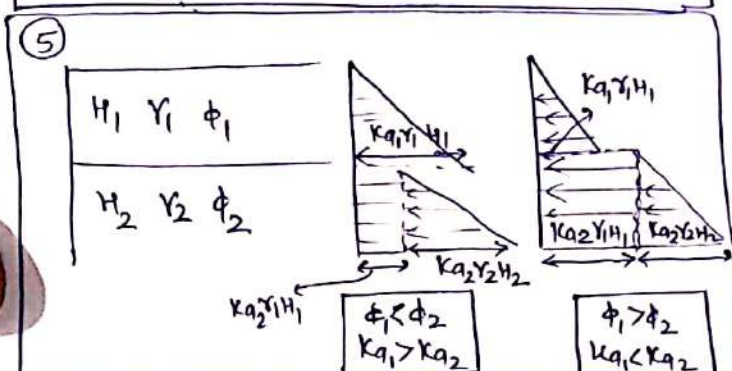 ⑤
H₁ γ₁ ϕ₁
H₂ γ₂ ϕ₂
Ka₁γ₁H₁
Ka₂γ₁H₁
Ka₂γ₂H₂
ϕ₁<ϕ₂
Ka₁>Ka₂
Ka₁γ₁H₁
Ka₂γ₁H₁
Ka₂γ₂H₂
ϕ₁>ϕ₂
Ka₁<Ka₂